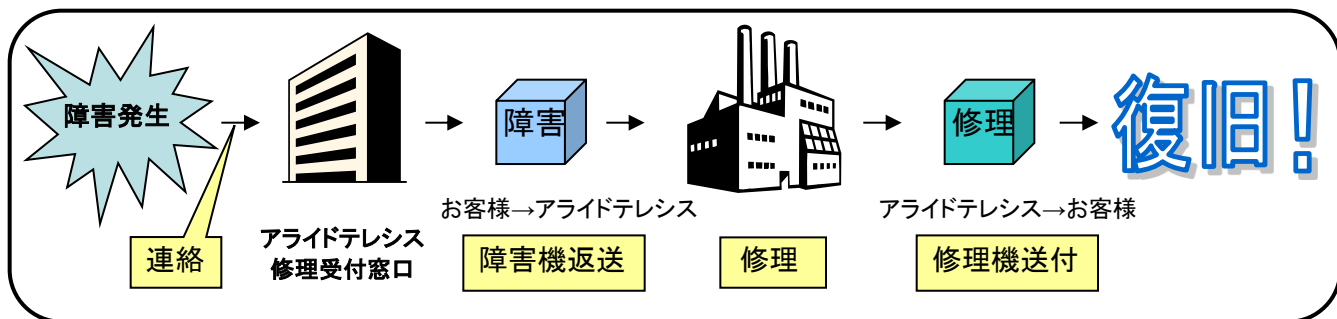 障害発生
連絡
アライドテレシス
修理受付窓口
障害
お客様→アライドテレシス
障害機返送
修理
修理
アライドテレシス→お客様
修理機送付
復旧!